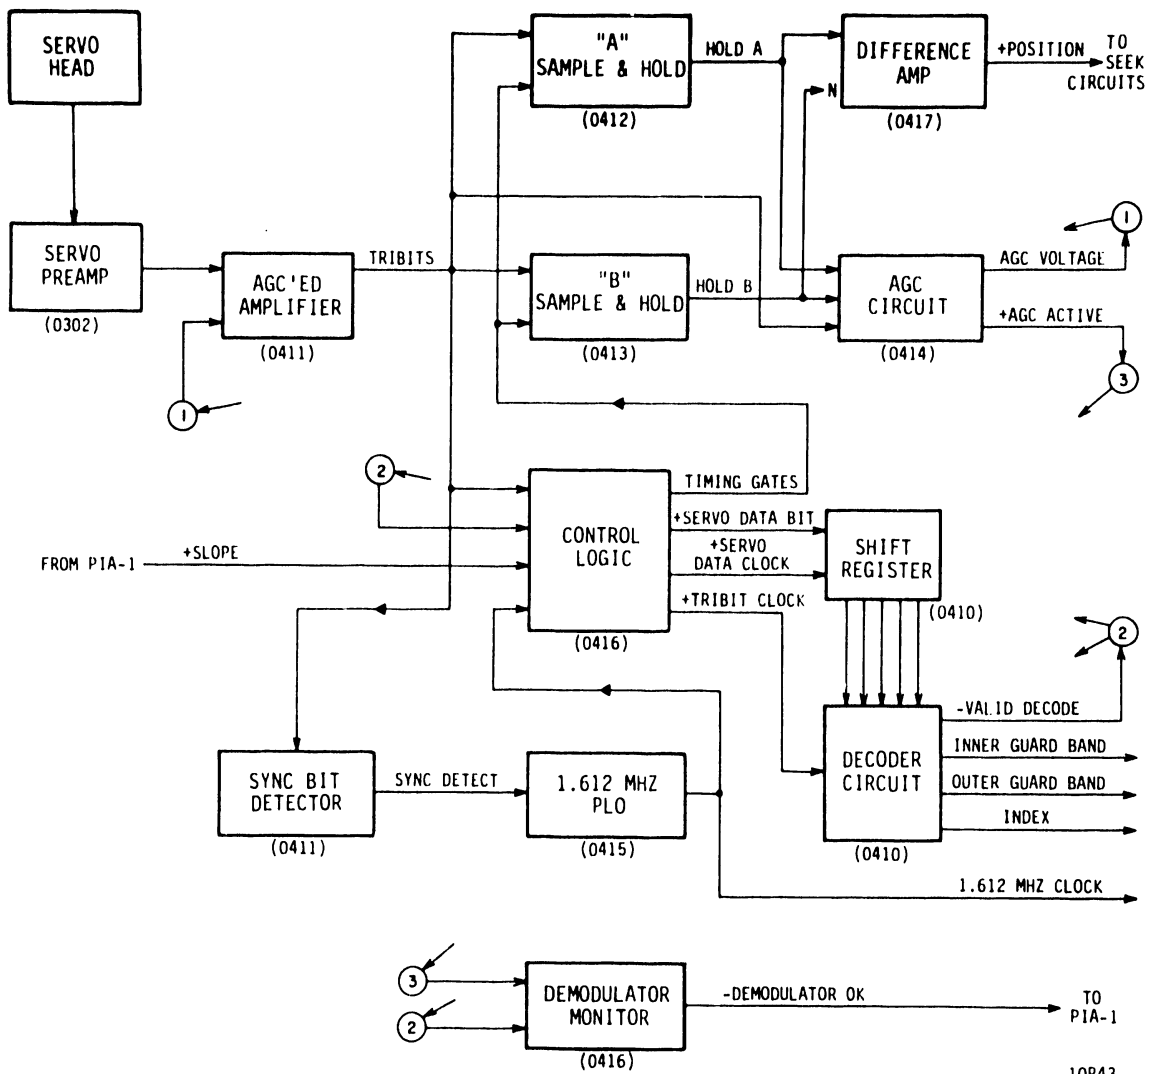 SERVO
HEAD
"A"
SAMPLE & HOLD
(0412)
HOLD A
DIFFERENCE
AMP
(0417)
N
+POSITION
TO
SEEK
CIRCUITS
SERVO
PREAMP
(0302)
AGC'ED
AMPLIFIER
(0411)
TRIBITS
"B"
SAMPLE & HOLD
(0413)
HOLD B
AGC
CIRCUIT
(0414)
AGC VOLTAGE
1
+AGC ACTIVE
3
1
2
FROM PIA-1
+SLOPE
CONTROL
LOGIC
(0416)
TIMING GATES
+SERVO DATA BIT
+SERVO
DATA CLOCK
+TRIBIT CLOCK
SHIFT
REGISTER
(0410)
2
SYNC BIT
DETECTOR
(0411)
SYNC DETECT
1.612 MHZ
PLO
(0415)
DECODER
CIRCUIT
(0410)
-VALID DECODE
INNER GUARD BAND
OUTER GUARD BAND
INDEX
1.612 MHZ CLOCK
3
2
DEMODULATOR
MONITOR
(0416)
-DEMODULATOR OK
TO
PIA-1